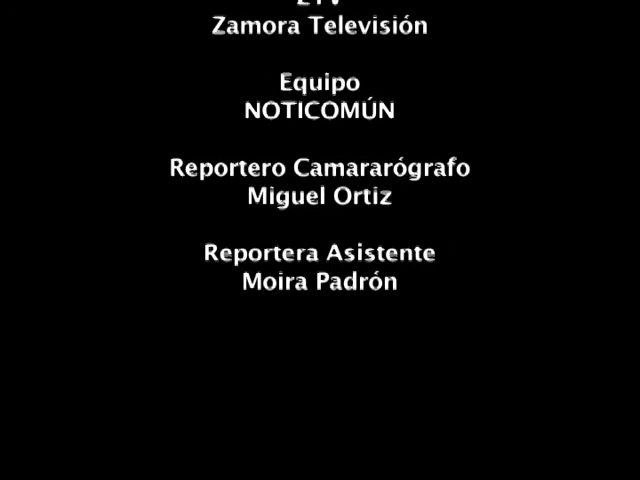 Zamora Televisión
Equipo
NOTICOMÚN
Reportero Camararógrafo
Miguel Ortiz
Reportera Asistente
Moira Padrón